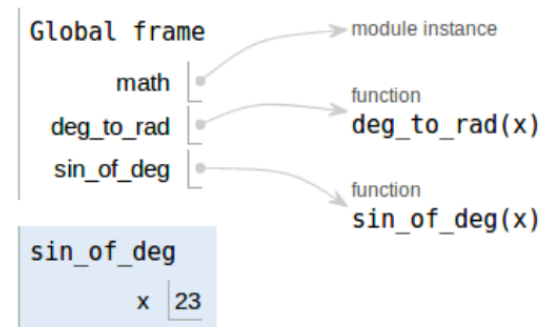 Global frame
module instance
math
function
deg_to_rad
deg_to_rad(x)
sin_of_deg
function
sin_of_deg(x)
sin_of_deg
x 23